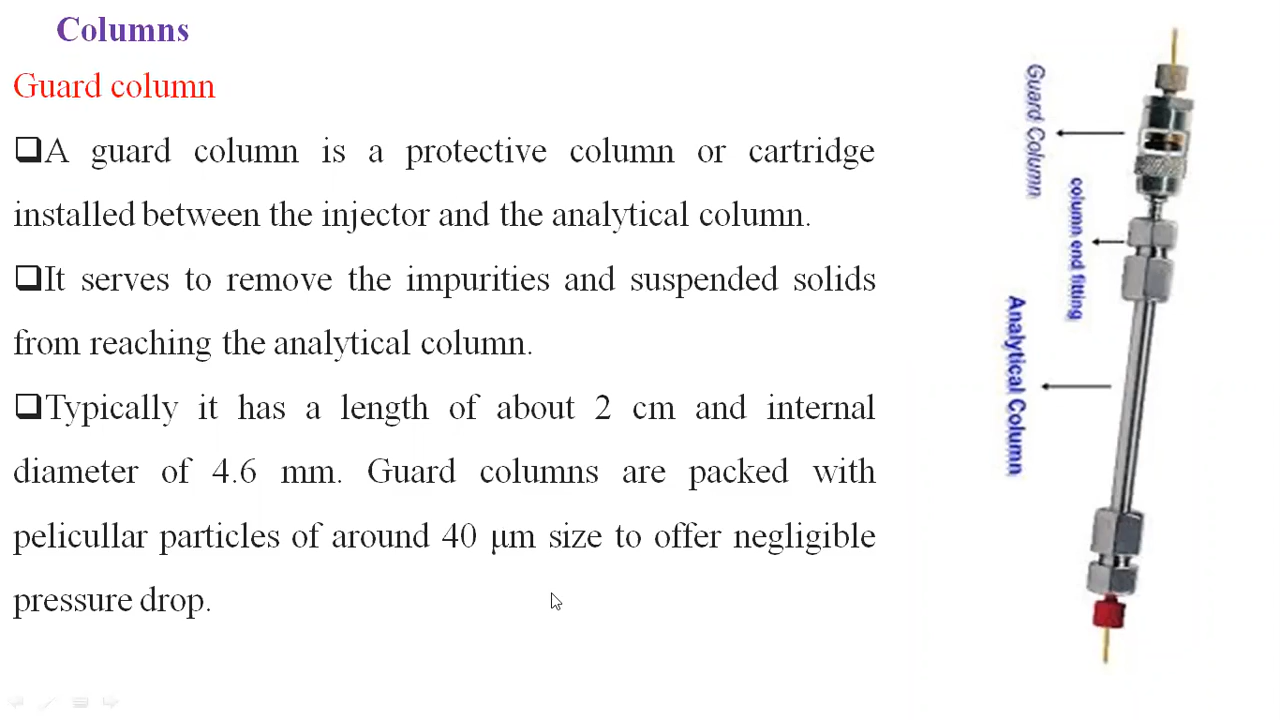 Columns
Guard column
❑A guard column is a protective column or cartridge
installed between the injector and the analytical column.
❑It serves to remove the impurities and suspended solids
from reaching the analytical column.
❑Typically it has a length of about 2 cm and internal
diameter of 4.6 mm. Guard columns are packed with
pelicullar particles of around 40 μm size to offer negligible
pressure drop.
Guard Column
column end fitting
Analytical Column